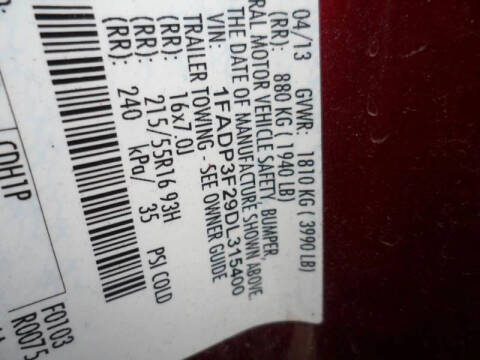 04/13 GVWR: 1810 KG ( 3990 LB)
(RR): 880 KG ( 1940 LB)
RAL MOTOR VEHICLE SAFETY, BUMPER,
THE DATE OF MANUFACTURE SHOWN ABOVE.
VIN: 1FADP3F29DL315400
TRAILER TOWING - SEE OWNER GUIDE
(RR): 16x7.0J
(RR): 215/55R16 93H
(RR): 240 kPa/ 35 PSI COLD
CDH1P
F0103
R0075